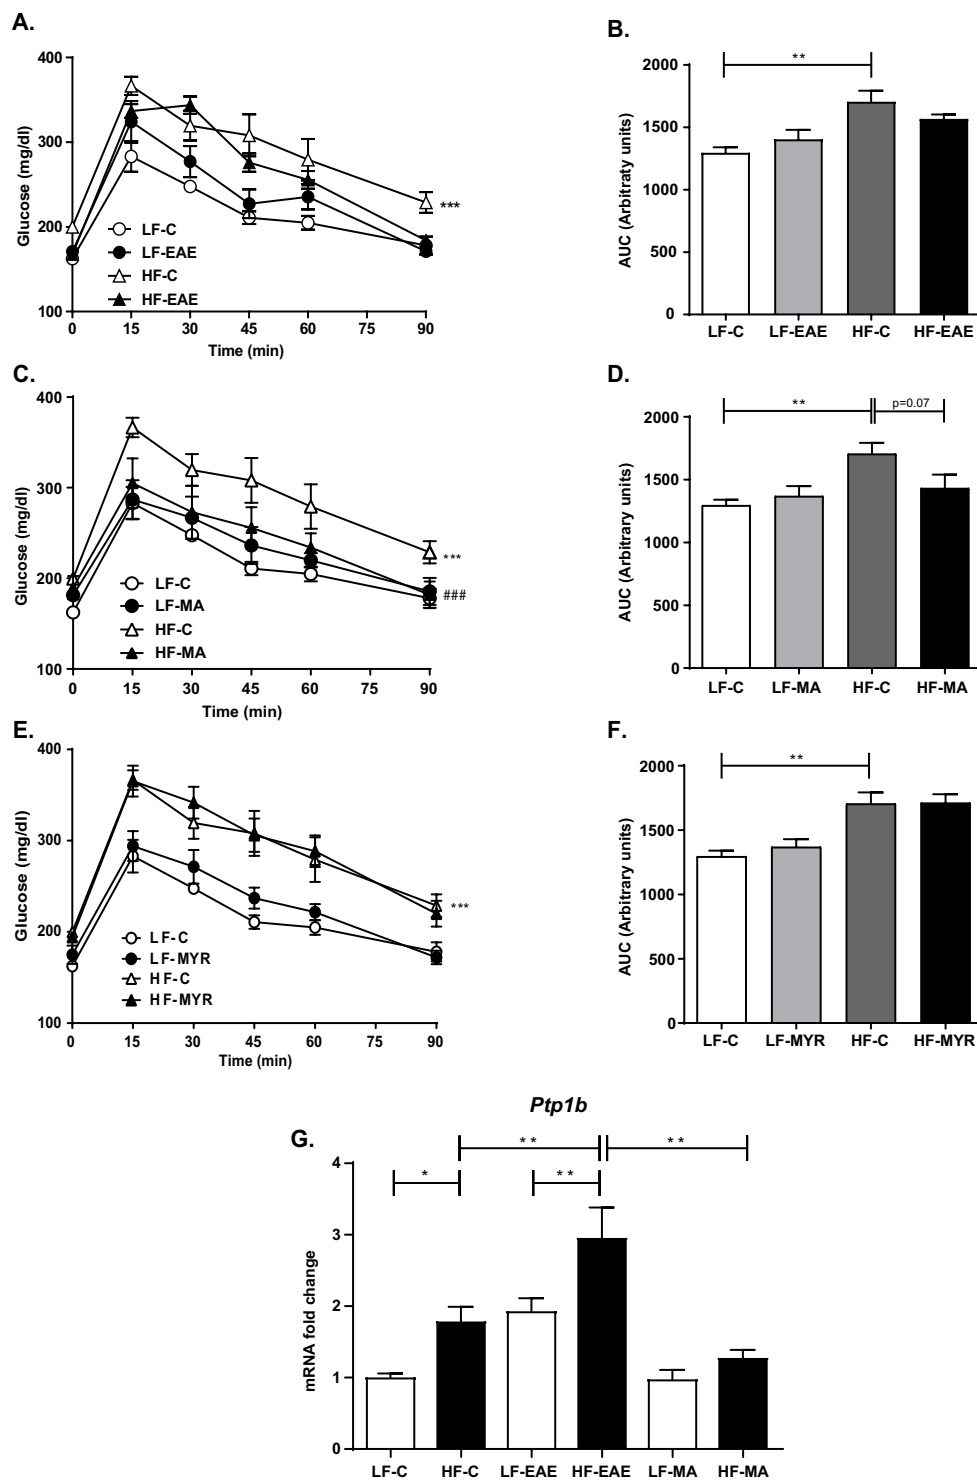 A.
400
300
200
100
Glucose (mg/dl)
***
LF-C
LF-EAE
HF-C
HF-EAE
0 15 30 45 60 75 90
Time (min)
B.
**
2000
1500
1000
500
0
AUC (Arbitraty units)
LF-C LF-EAE HF-C HF-EAE
C.
400
300
200
100
Glucose (mg/dl)
***
###
LF-C
LF-MA
HF-C
HF-MA
0 15 30 45 60 75 90
Time (min)
D.
** p=0.07
2000
1500
1000
500
0
AUC (Arbitrary units)
LF-C LF-MA HF-C HF-MA
E.
400
300
200
100
Glucose (mg/dl)
***
LF-C
LF-MYR
HF-C
HF-MYR
0 15 30 45 60 75 90
Time (min)
F.
**
2000
1500
1000
500
0
AUC (Arbitrary units)
LF-C LF-MYR HF-C HF-MYR
Ptp1b
G.
** **
* **
4
3
2
1
0
mRNA fold change
LF-C HF-C LF-EAE HF-EAE LF-MA HF-MA